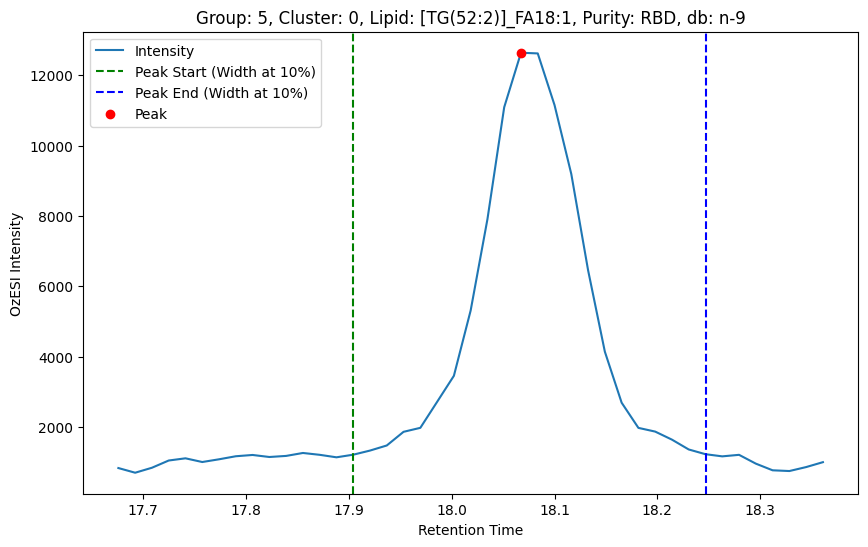 Group: 5, Cluster: 0, Lipid: [TG(52:2)]_FA18:1, Purity: RBD, db: n-9
Intensity
Peak Start (Width at 10%)
Peak End (Width at 10%)
Peak
OzESI Intensity
12000
10000
8000
6000
4000
2000
17.7 17.8 17.9 18.0 18.1 18.2 18.3
Retention Time